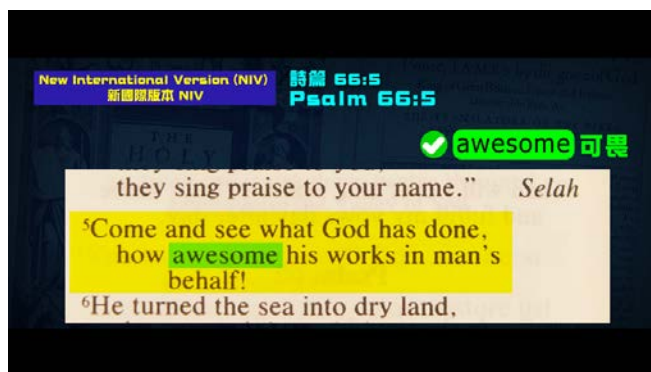 New International Version (NIV)
新國際版本 NIV
詩篇 66:5
Psalm 66:5
awesome 可畏
they sing praise to your name.” Selah
⁵Come and see what God has done,
how awesome his works in man’s
behalf!
⁶He turned the sea into dry land,